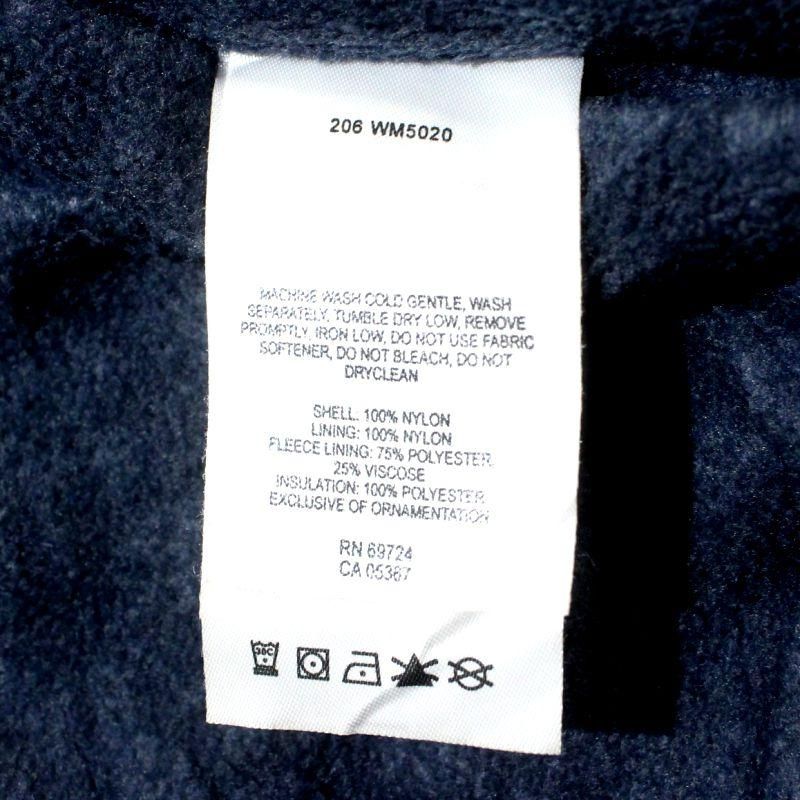 206 WM5020
MACHINE WASH COLD GENTLE, WASH
SEPARATELY, TUMBLE DRY LOW, REMOVE
PROMPTLY, IRON LOW, DO NOT USE FABRIC
SOFTENER, DO NOT BLEACH, DO NOT
DRYCLEAN
SHELL: 100% NYLON
LINING: 100% NYLON
FLEECE LINING: 75% POLYESTER
25% VISCOSE
INSULATION: 100% POLYESTER
EXCLUSIVE OF ORNAMENTATION
RN 69724
CA 05367
30C